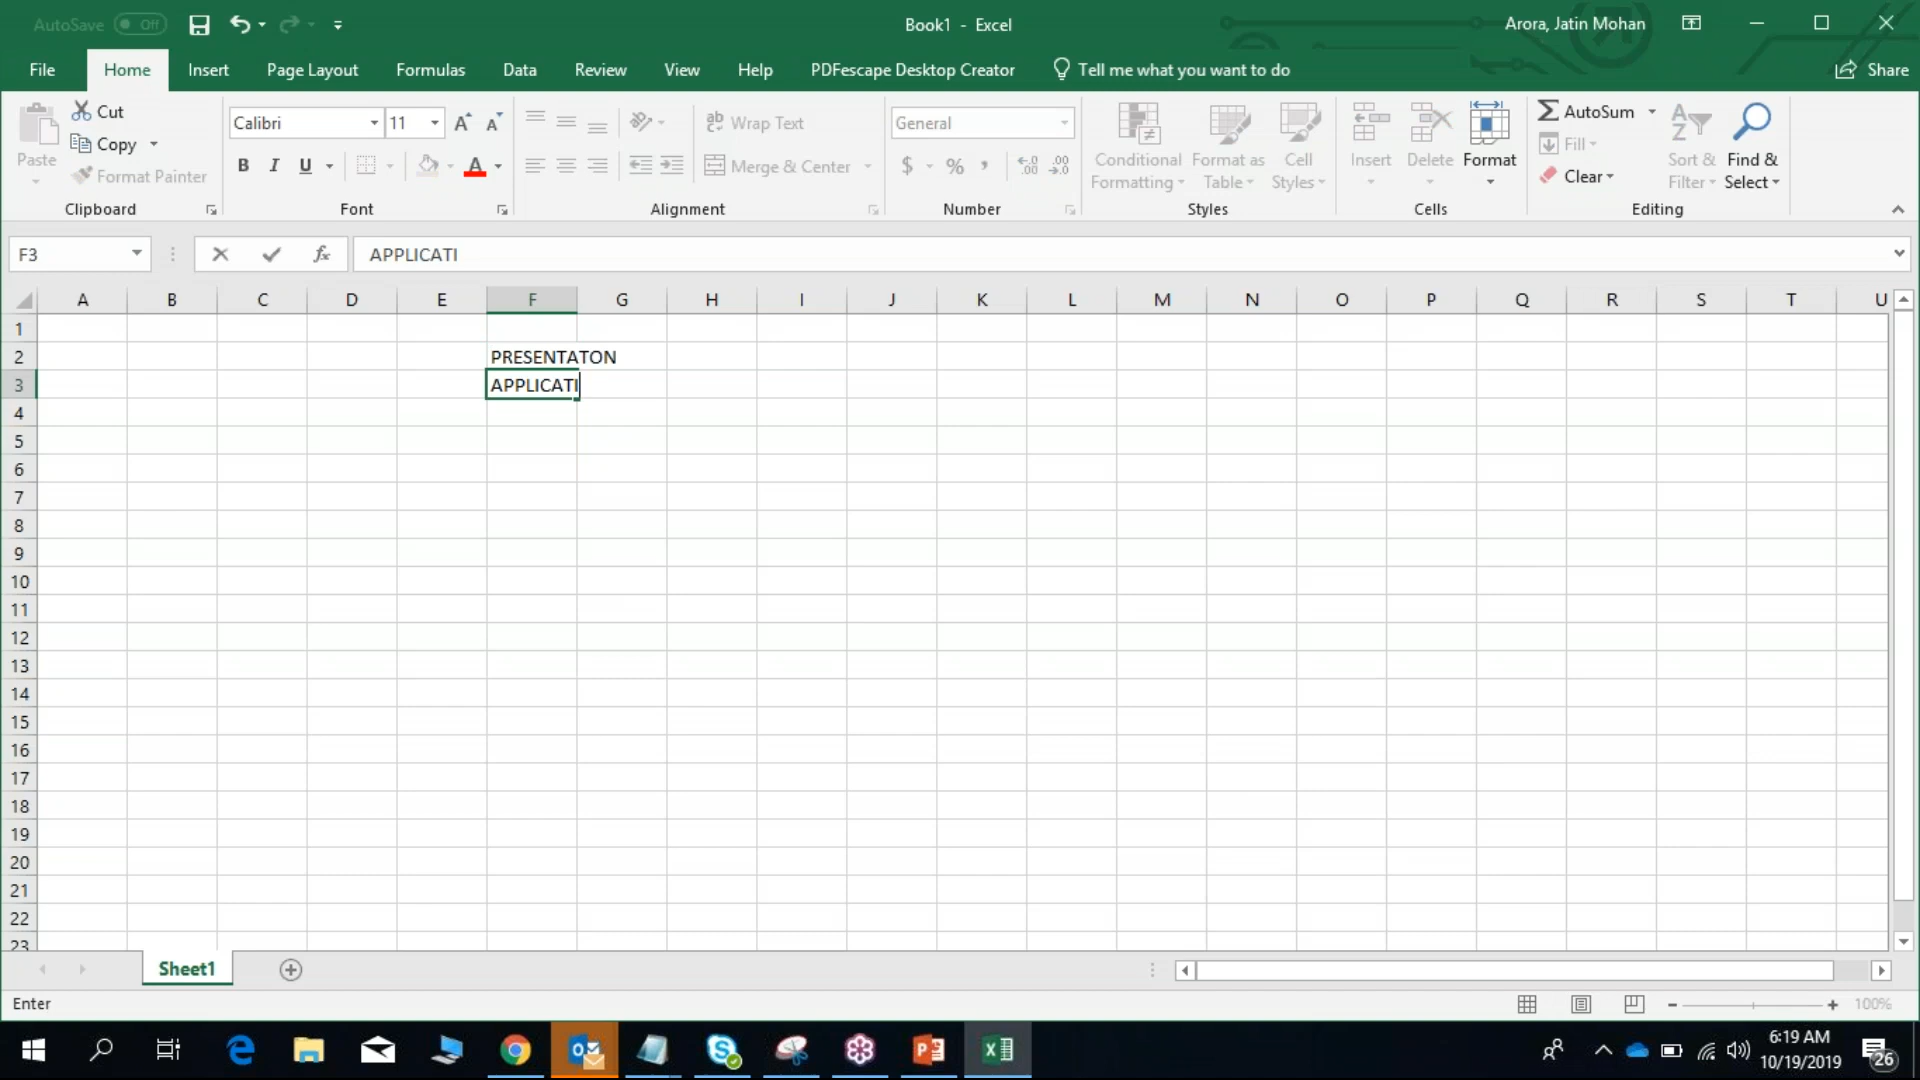 AutoSave Off Book1 - Excel Arora, Jatin Mohan
File Home Insert Page Layout Formulas Data Review View Help PDFescape Desktop Creator Tell me what you want to do Share
Cut Calibri 11 A A ab Wrap Text General AutoSum
Paste Copy Conditional Formatting Format as Table Cell Styles Insert Delete Format Fill Sort & Filter Find & Select
Format Painter B I U A Merge & Center $ % , .00 .00 Clear
Clipboard Font Alignment Number Styles Cells Editing
F3 fx APPLICATI
A B C D E F G H I J K L M N O P Q R S T U
1
2 PRESENTATON
3 APPLICATI
4
5
6
7
8
9
10
11
12
13
14
15
16
17
18
19
20
21
22
23
Sheet1
Enter 100%
6:19 AM
10/19/2019 26